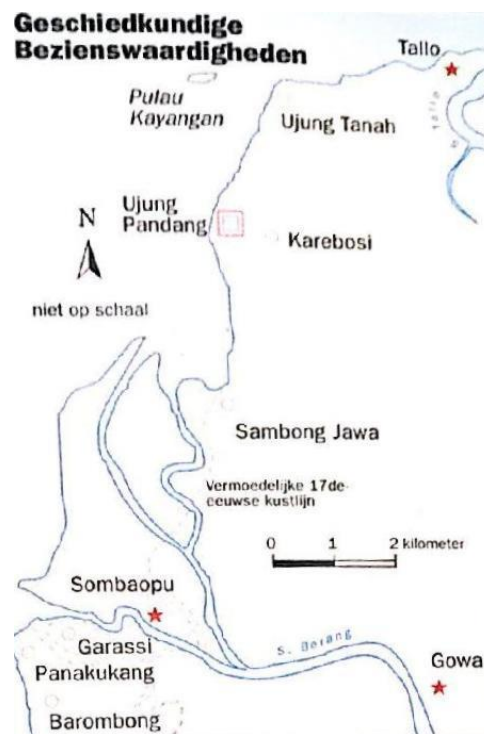 Geschiedkundige
Bezienswaardigheden
Tallo
Pulau
Kayangan
Ujung Tanah
S. Tallo
Ujung
Pandang
N
Karebosi
niet op schaal
Sambong Jawa
Vermoedelijke 17de-
eeuwse kustlijn
0 1 2 kilometer
Sombaopu
Garassi
S. Berang
Gowa
Panakukang
Barombong